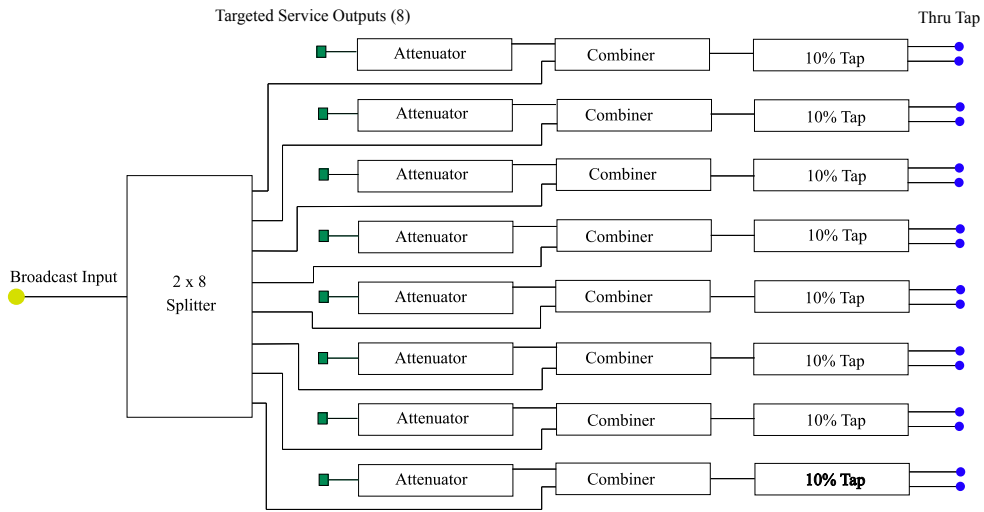 Targeted Service Outputs (8)
Thru Tap
Attenuator
Combiner
10% Tap
Attenuator
Combiner
10% Tap
Attenuator
Combiner
10% Tap
Attenuator
Combiner
10% Tap
Broadcast Input
2 x 8
Splitter
Attenuator
Combiner
10% Tap
Attenuator
Combiner
10% Tap
Attenuator
Combiner
10% Tap
Attenuator
Combiner
10% Tap